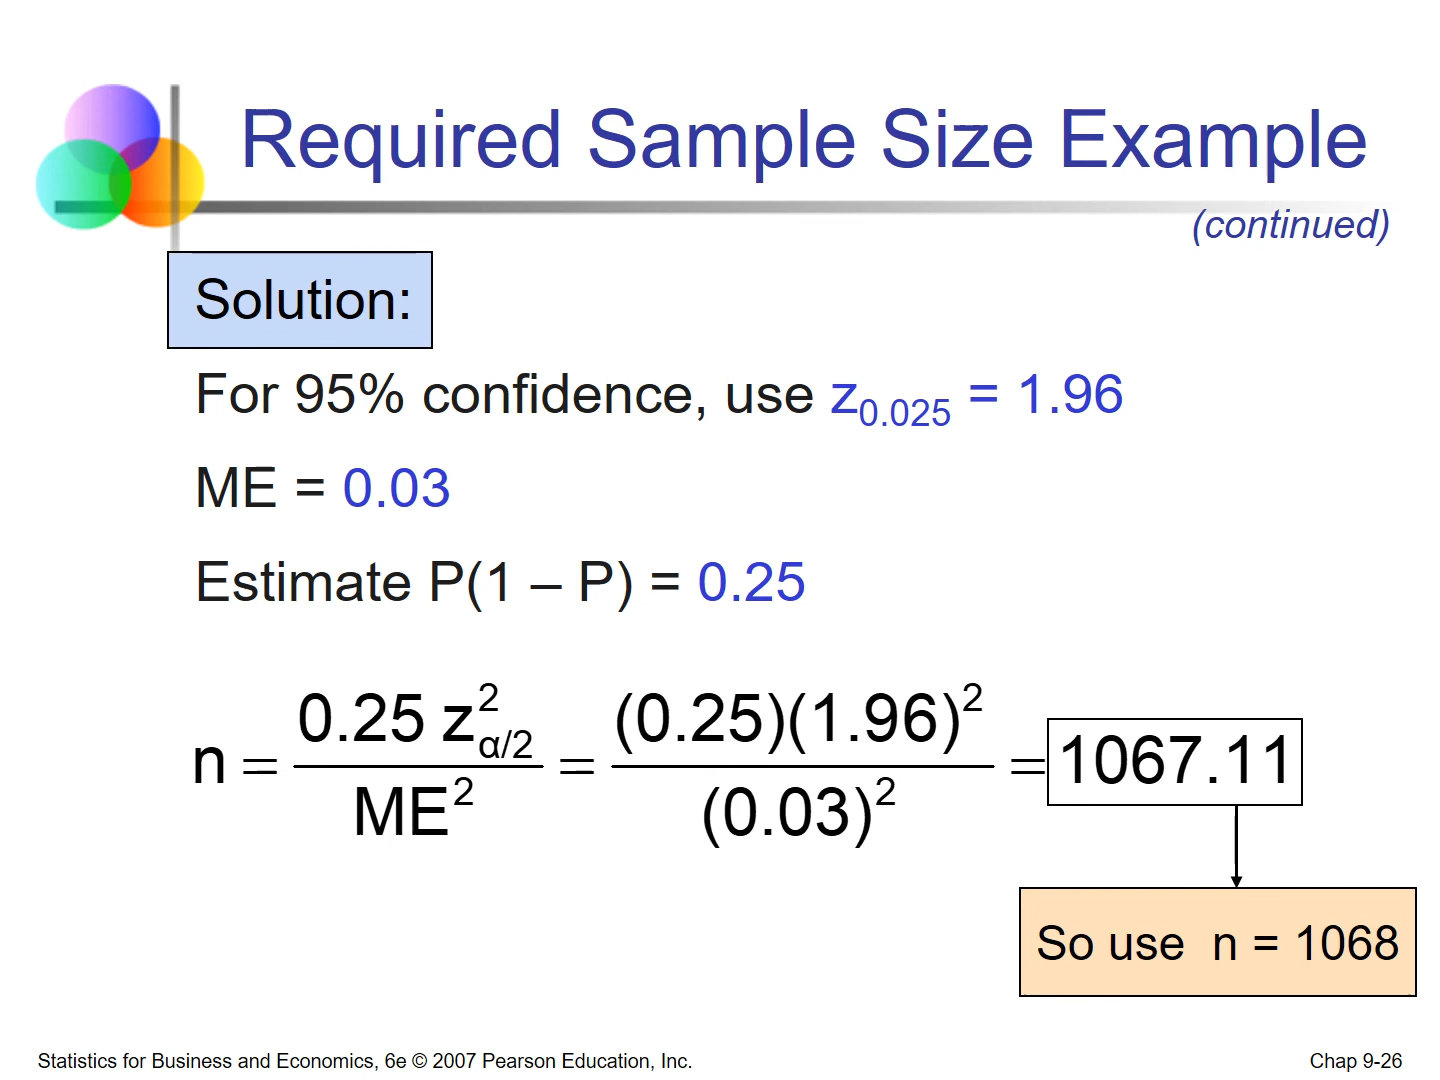 Required Sample Size Example
(continued)
Solution:
For 95% confidence, use z0.025 = 1.96
ME = 0.03
Estimate P(1 – P) = 0.25
n = 0.25 z²α/2 / ME² = (0.25)(1.96)² / (0.03)² = 1067.11
So use n = 1068
Statistics for Business and Economics, 6e © 2007 Pearson Education, Inc.
Chap 9-26